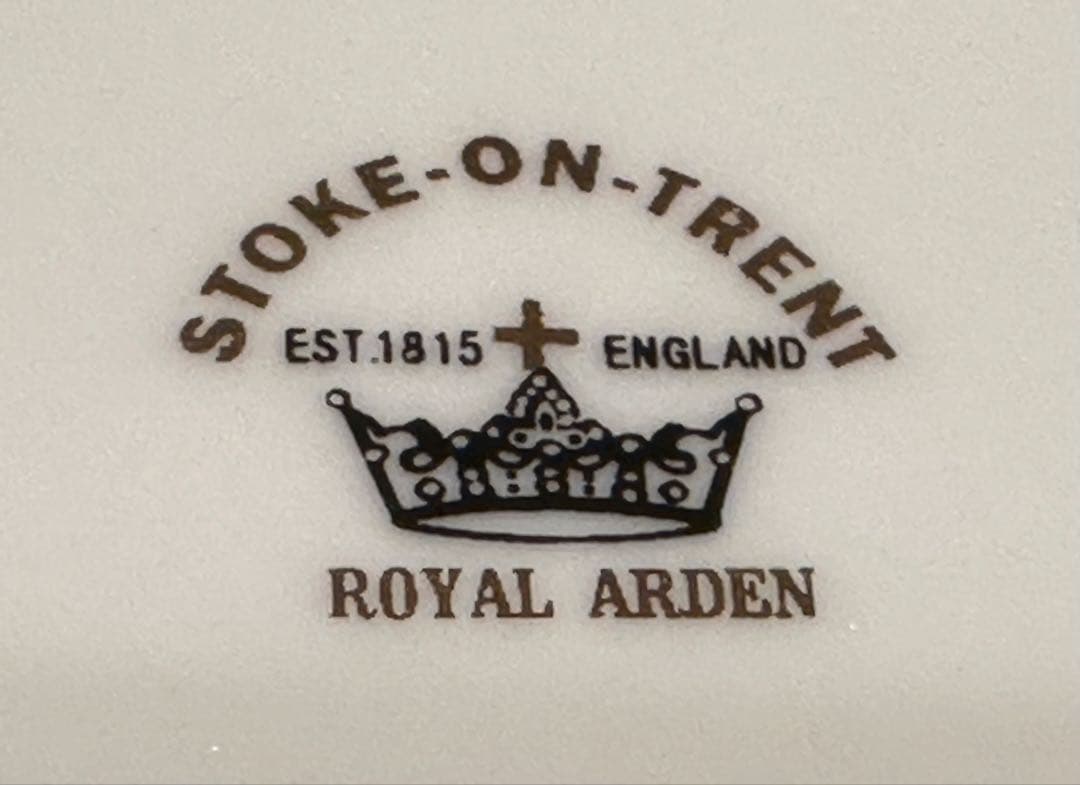 STOKE-ON-TRENT
EST.1815 ENGLAND
ROYAL ARDEN